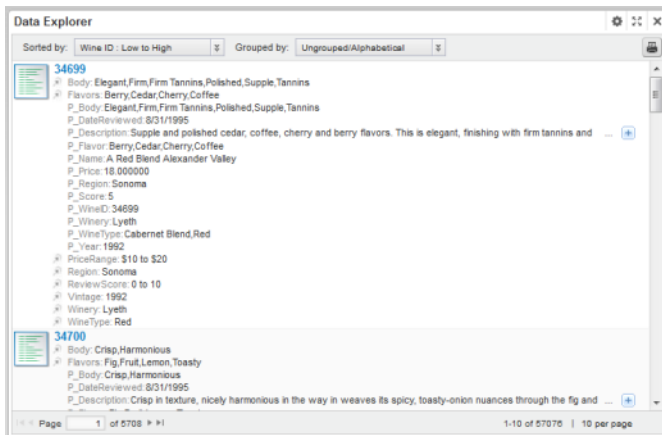 Data Explorer
Sorted by: Wine ID : Low to High Grouped by: Ungrouped/Alphabetical
34699
Body: Elegant,Firm,Firm Tannins,Polished,Supple,Tannins
Flavors: Berry,Cedar,Cherry,Coffee
P_Body: Elegant,Firm,Firm Tannins,Polished,Supple,Tannins
P_DateReviewed: 8/31/1995
P_Description: Supple and polished cedar, coffee, cherry and berry flavors. This is elegant, finishing with firm tannins and ...
P_Flavor: Berry,Cedar,Cherry,Coffee
P_Name: A Red Blend Alexander Valley
P_Price: 18.000000
P_Region: Sonoma
P_Score: 5
P_WineID: 34699
P_Winery: Lyeth
P_WineType: Cabernet Blend,Red
P_Year: 1992
PriceRange: $10 to $20
Region: Sonoma
ReviewScore: 0 to 10
Vintage: 1992
Winery: Lyeth
WineType: Red
34700
Body: Crisp,Harmonious
Flavors: Fig,Fruit,Lemon,Toasty
P_Body: Crisp,Harmonious
P_DateReviewed: 8/31/1995
P_Description: Crisp in texture, nicely harmonious in the way in weaves its spicy, toasty-onion nuances through the fig and ...
Page 1 of 5708 1-10 of 57076 | 10 per page